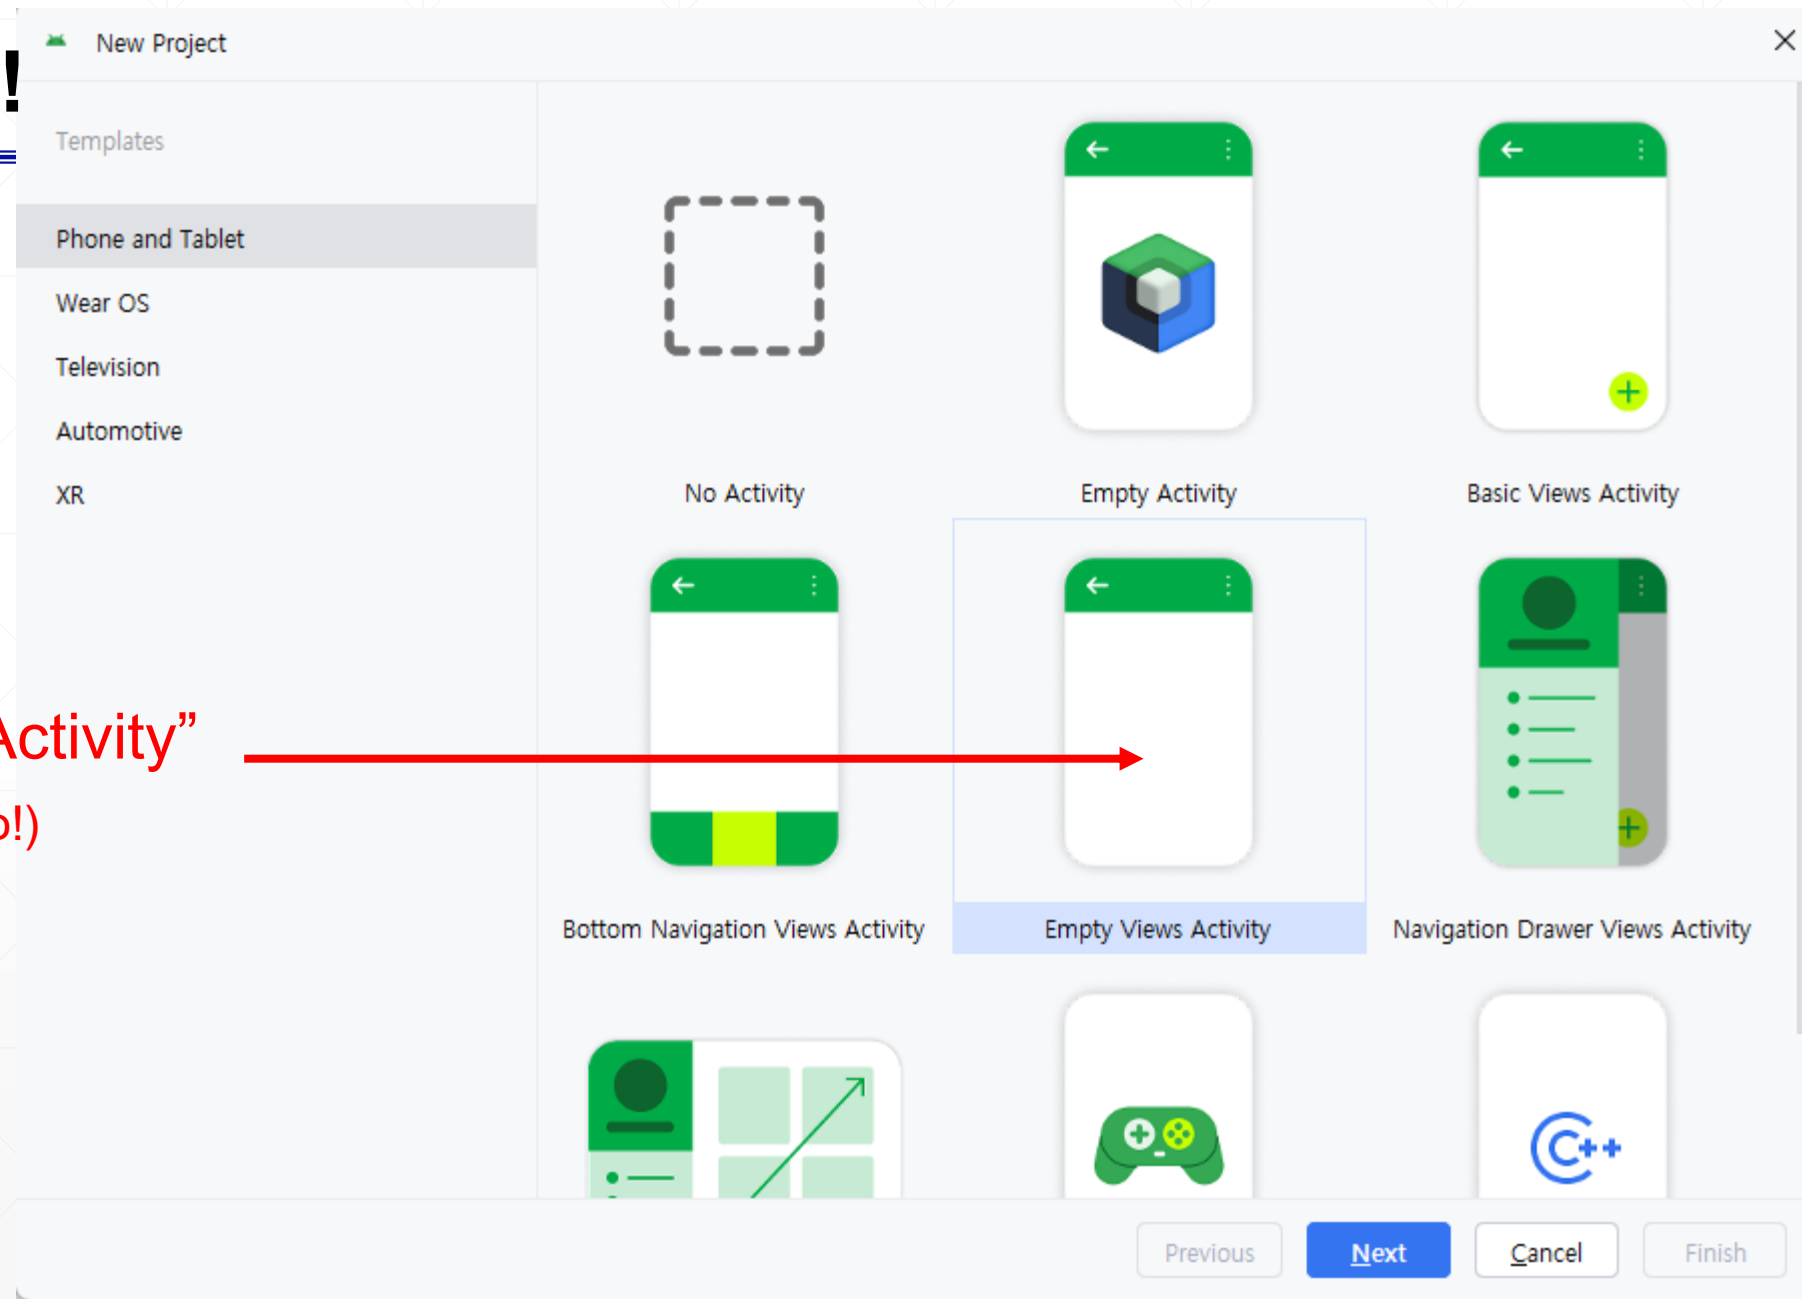 !
New Project
Templates
Phone and Tablet
Wear OS
Television
Automotive
XR
No Activity
Empty Activity
Basic Views Activity
Activity”
o!)
Bottom Navigation Views Activity
Empty Views Activity
Navigation Drawer Views Activity
C++
Previous
Next
Cancel
Finish